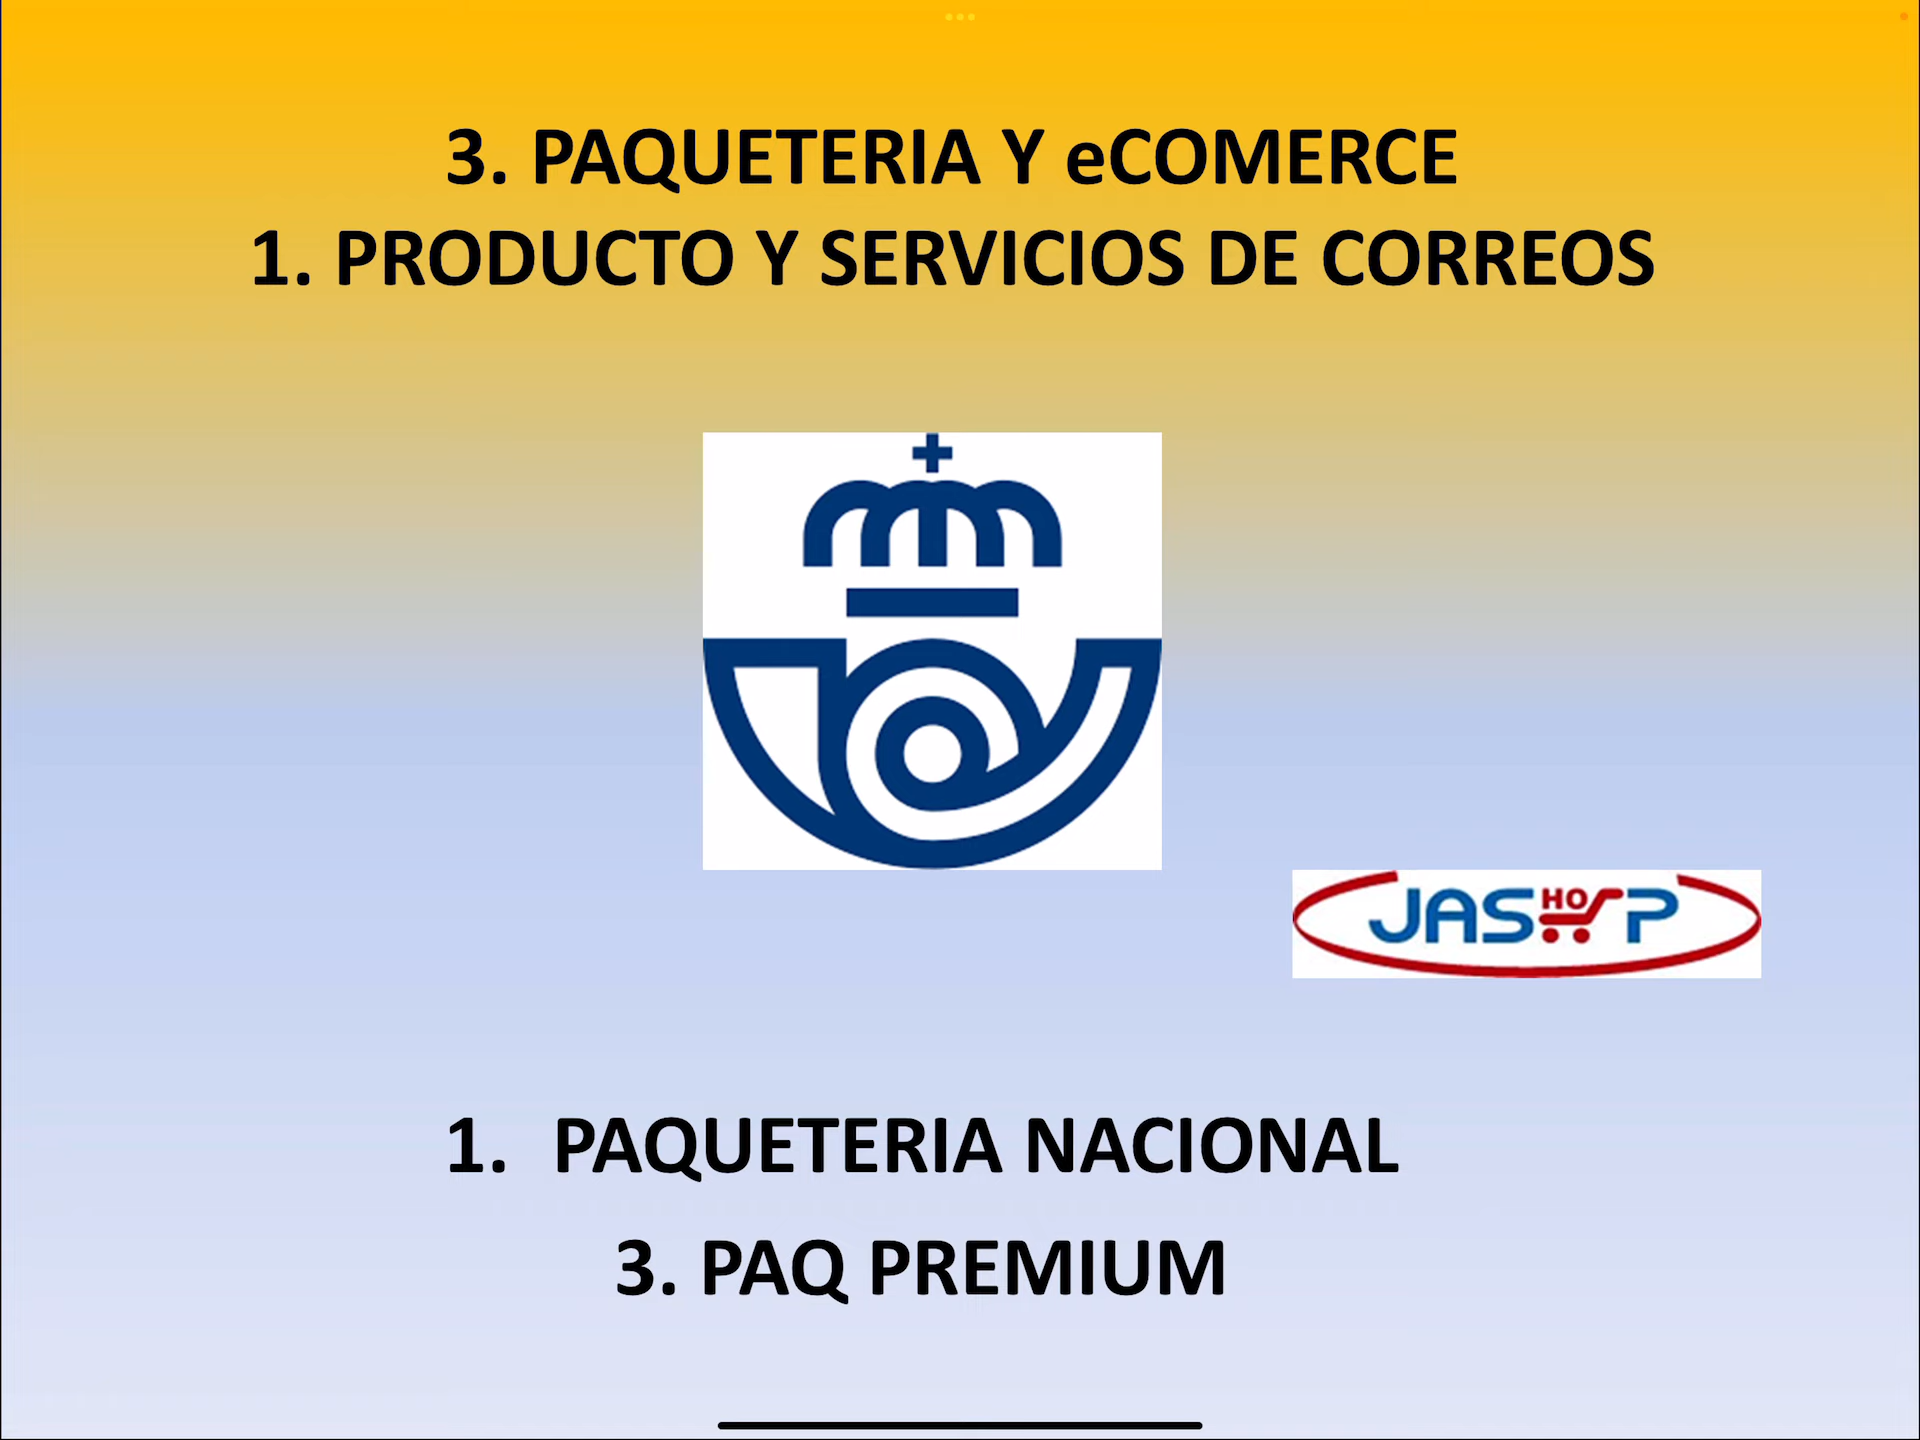 3. PAQUETERIA Y eCOMERCE
1. PRODUCTO Y SERVICIOS DE CORREOS
JASHOP
1. PAQUETERIA NACIONAL
3. PAQ PREMIUM